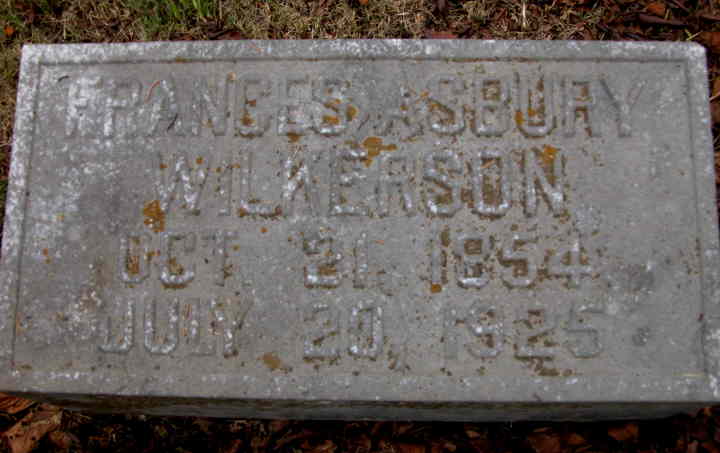 FRANCES ASBURY
WILKERSON
OCT. 21, 1854
JULY 20, 1925